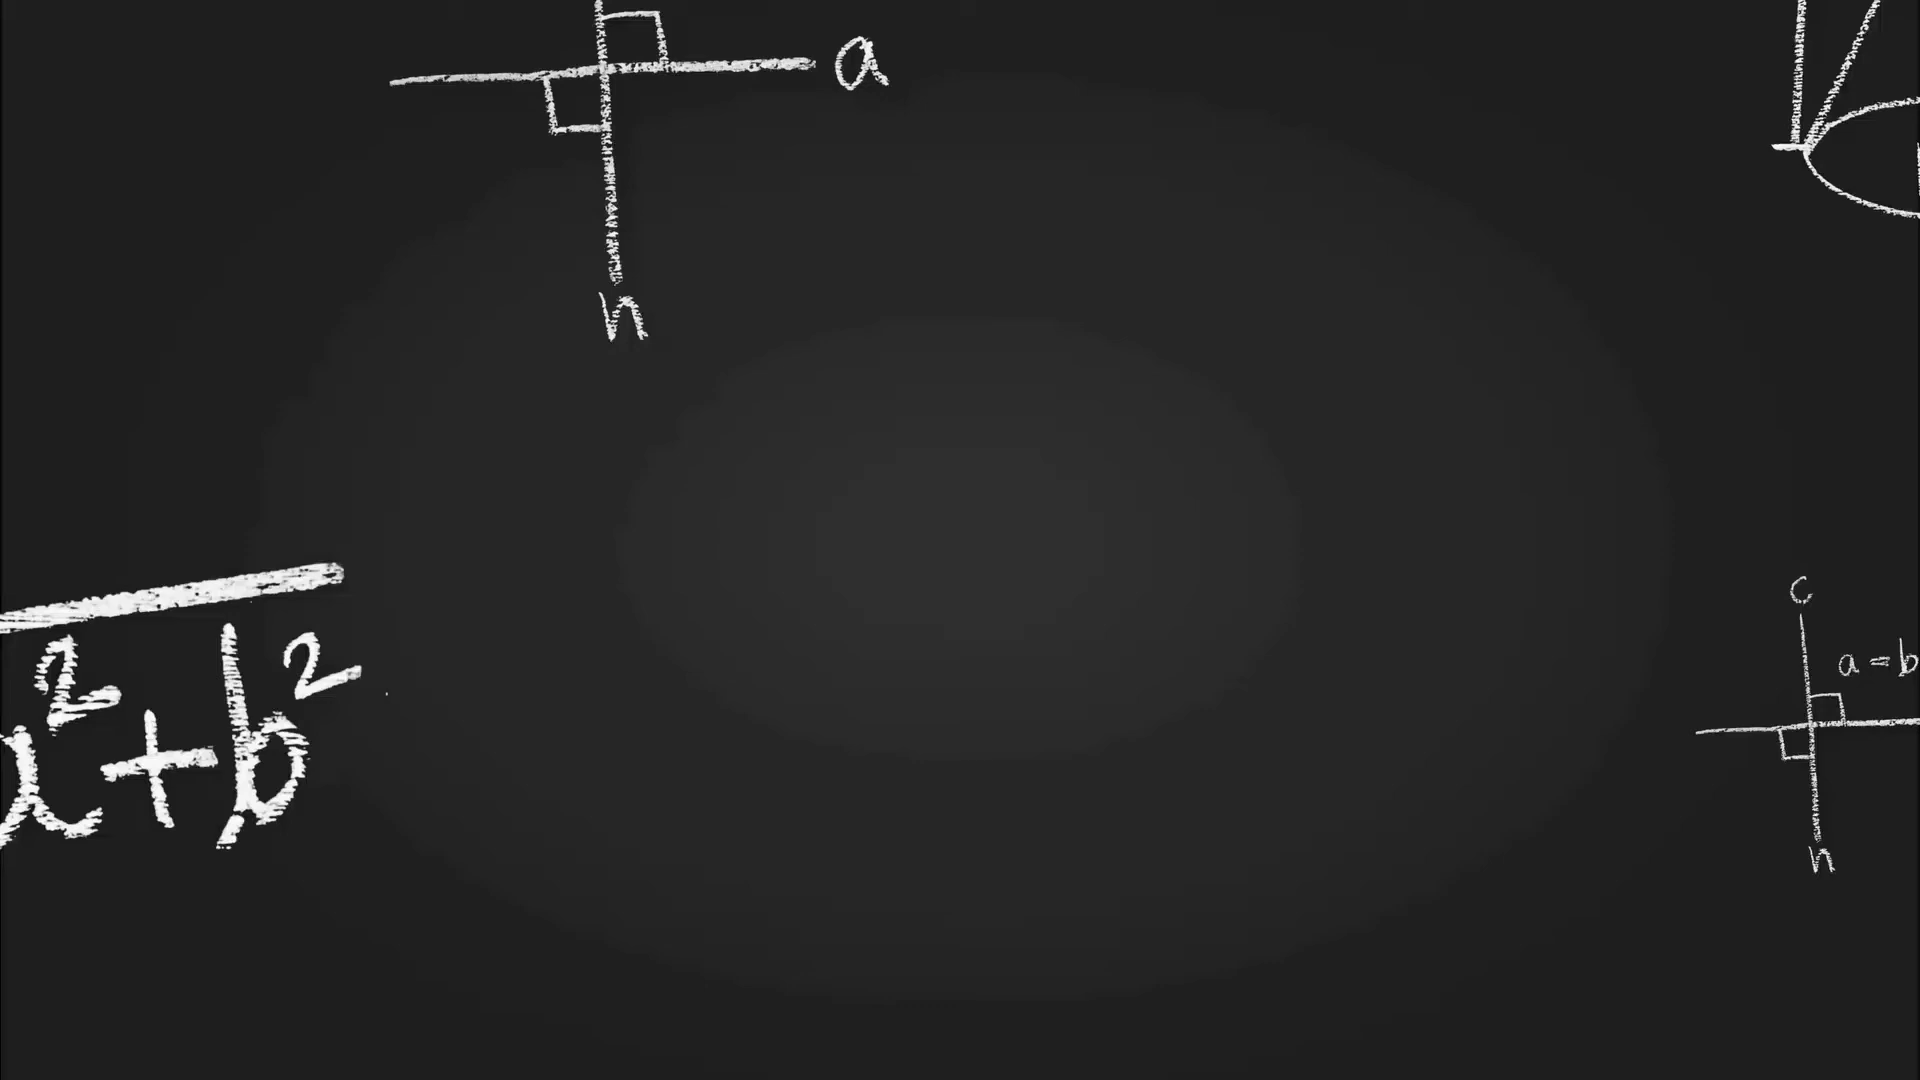 a
n
c
a = b
a² + b²
n